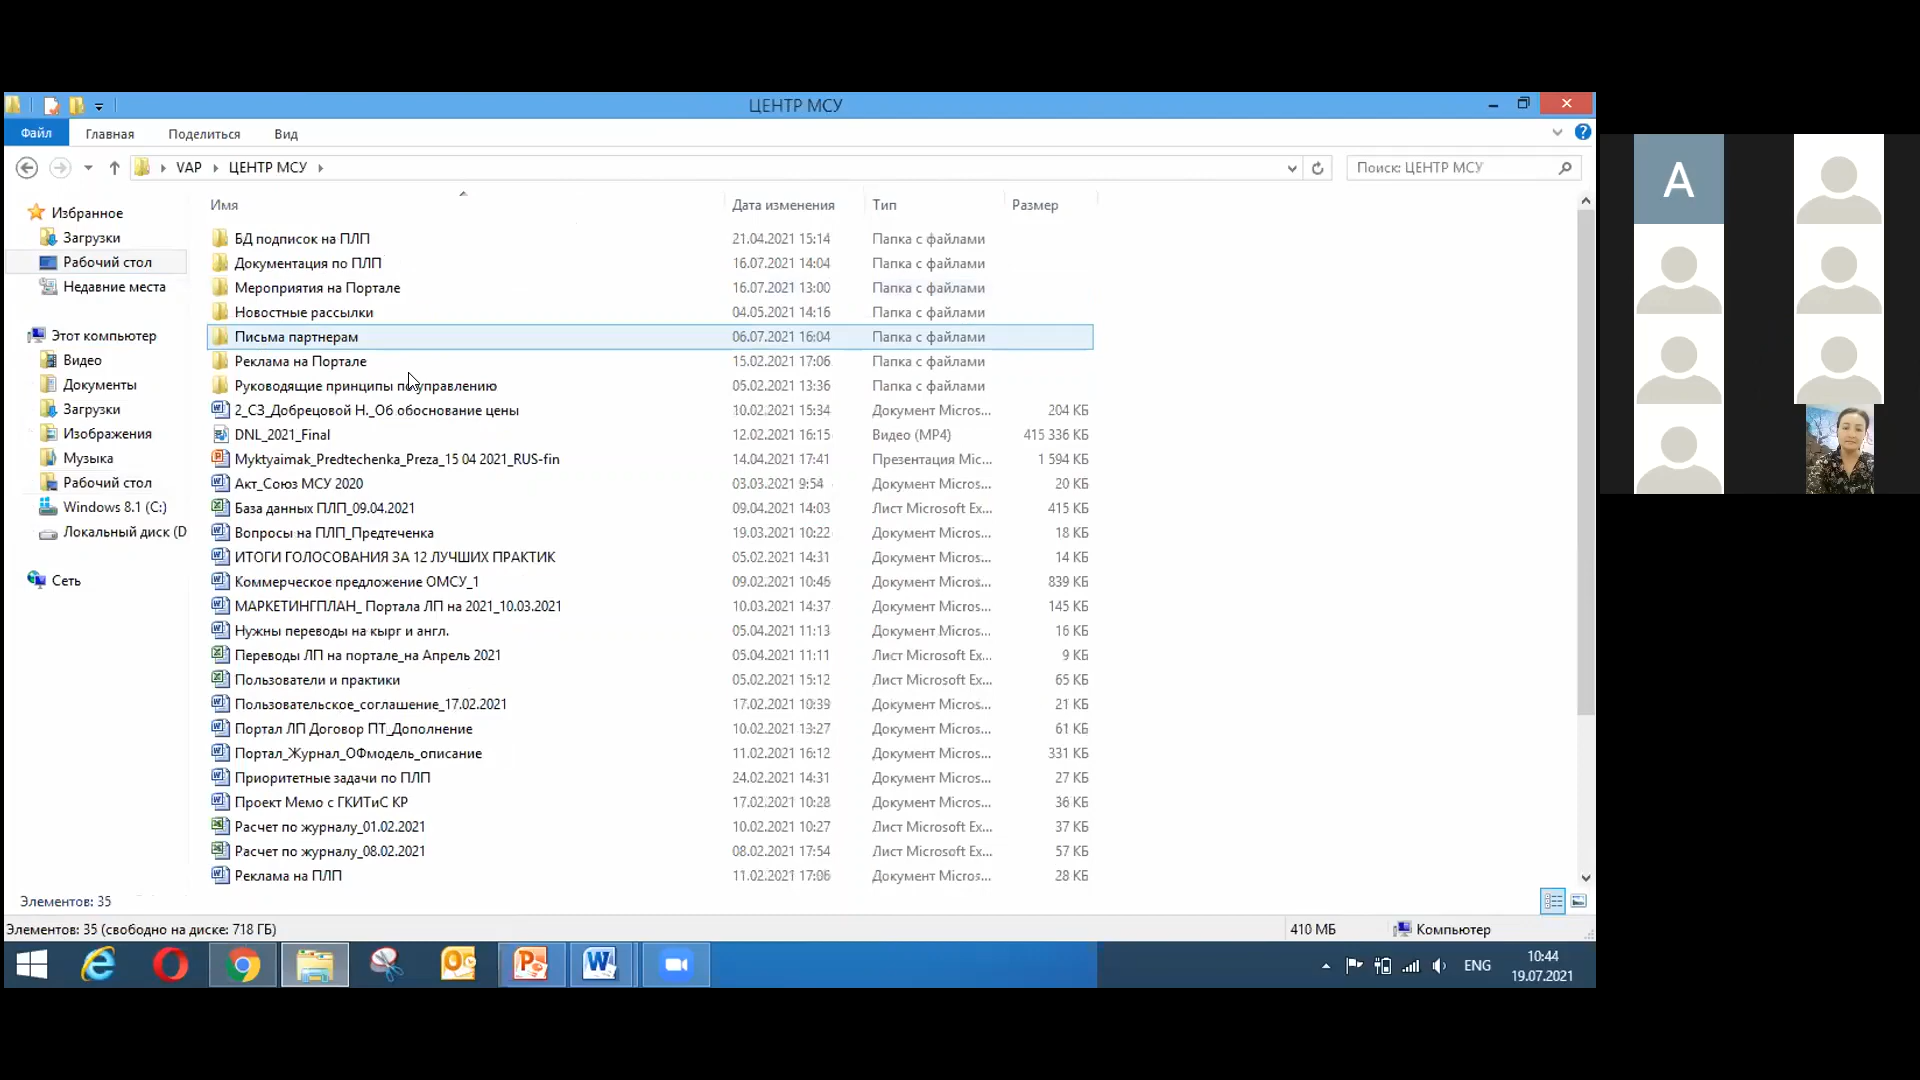 ЦЕНТР МСУ
Файл Главная Поделиться Вид
VAP ЦЕНТР МСУ Поиск: ЦЕНТР МСУ
Имя Дата изменения Тип Размер
Избранное
Загрузки
Рабочий стол
Недавние места
Этот компьютер
Видео
Документы
Загрузки
Изображения
Музыка
Рабочий стол
Windows 8.1 (C:)
Локальный диск (D
Сеть
БД подписок на ПЛП 21.04.2021 15:14 Папка с файлами
Документация по ПЛП 16.07.2021 14:04 Папка с файлами
Мероприятия на Портале 16.07.2021 13:00 Папка с файлами
Новостные рассылки 04.05.2021 14:16 Папка с файлами
Письма партнерам 06.07.2021 16:04 Папка с файлами
Реклама на Портале 15.02.2021 17:06 Папка с файлами
Руководящие принципы по управлению 05.02.2021 13:36 Папка с файлами
2_СЗ_Добрецовой Н._Об обоснование цены 10.02.2021 15:34 Документ Micros... 204 КБ
DNL_2021_Final 12.02.2021 16:15 Видео (MP4) 415 336 КБ
Myktyaimak_Predtechenka_Preza_15 04 2021_RUS-fin 14.04.2021 17:41 Презентация Mic... 1 594 КБ
Акт_Союз МСУ 2020 03.03.2021 9:54 Документ Micros... 20 КБ
База данных ПЛП_09.04.2021 09.04.2021 14:03 Лист Microsoft Ex... 415 КБ
Вопросы на ПЛП_Предтеченка 19.03.2021 10:22 Документ Micros... 18 КБ
ИТОГИ ГОЛОСОВАНИЯ ЗА 12 ЛУЧШИХ ПРАКТИК 05.02.2021 14:31 Документ Micros... 14 КБ
Коммерческое предложение ОМСУ_1 09.02.2021 10:46 Документ Micros... 839 КБ
МАРКЕТИНГПЛАН_ Портала ЛП на 2021_10.03.2021 10.03.2021 14:37 Документ Micros... 145 КБ
Нужны переводы на кырг и англ. 05.04.2021 11:13 Документ Micros... 16 КБ
Переводы ЛП на портале_на Апрель 2021 05.04.2021 11:11 Лист Microsoft Ex... 9 КБ
Пользователи и практики 05.02.2021 15:12 Лист Microsoft Ex... 65 КБ
Пользовательское_соглашение_17.02.2021 17.02.2021 10:39 Документ Micros... 21 КБ
Портал ЛП Договор ПТ_Дополнение 10.02.2021 13:27 Документ Micros... 61 КБ
Портал_Журнал_ОФмодель_описание 11.02.2021 16:12 Документ Micros... 331 КБ
Приоритетные задачи по ПЛП 24.02.2021 14:31 Документ Micros... 27 КБ
Проект Мемо с ГКИТиС КР 17.02.2021 10:28 Документ Micros... 36 КБ
Расчет по журналу_01.02.2021 10.02.2021 10:27 Лист Microsoft Ex... 37 КБ
Расчет по журналу_08.02.2021 08.02.2021 17:54 Лист Microsoft Ex... 57 КБ
Реклама на ПЛП 11.02.2021 17:06 Документ Micros... 28 КБ
Элементов: 35
Элементов: 35 (свободно на диске: 718 ГБ) 410 МБ Компьютер
ENG 10:44
19.07.2021
A